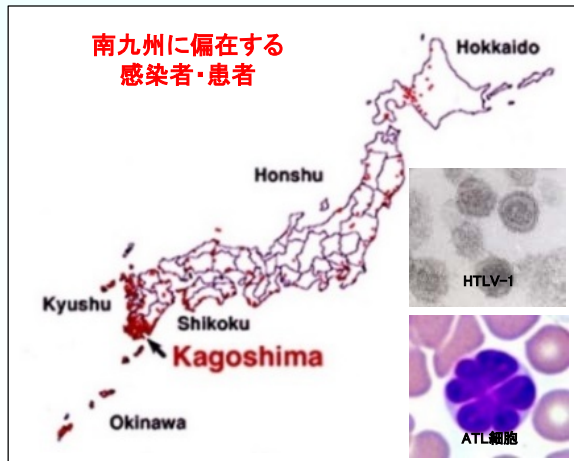 南九州に偏在する
感染者・患者
Hokkaido
Honshu
HTLV-1
Kyushu
Shikoku
Kagoshima
Okinawa
ATL細胞